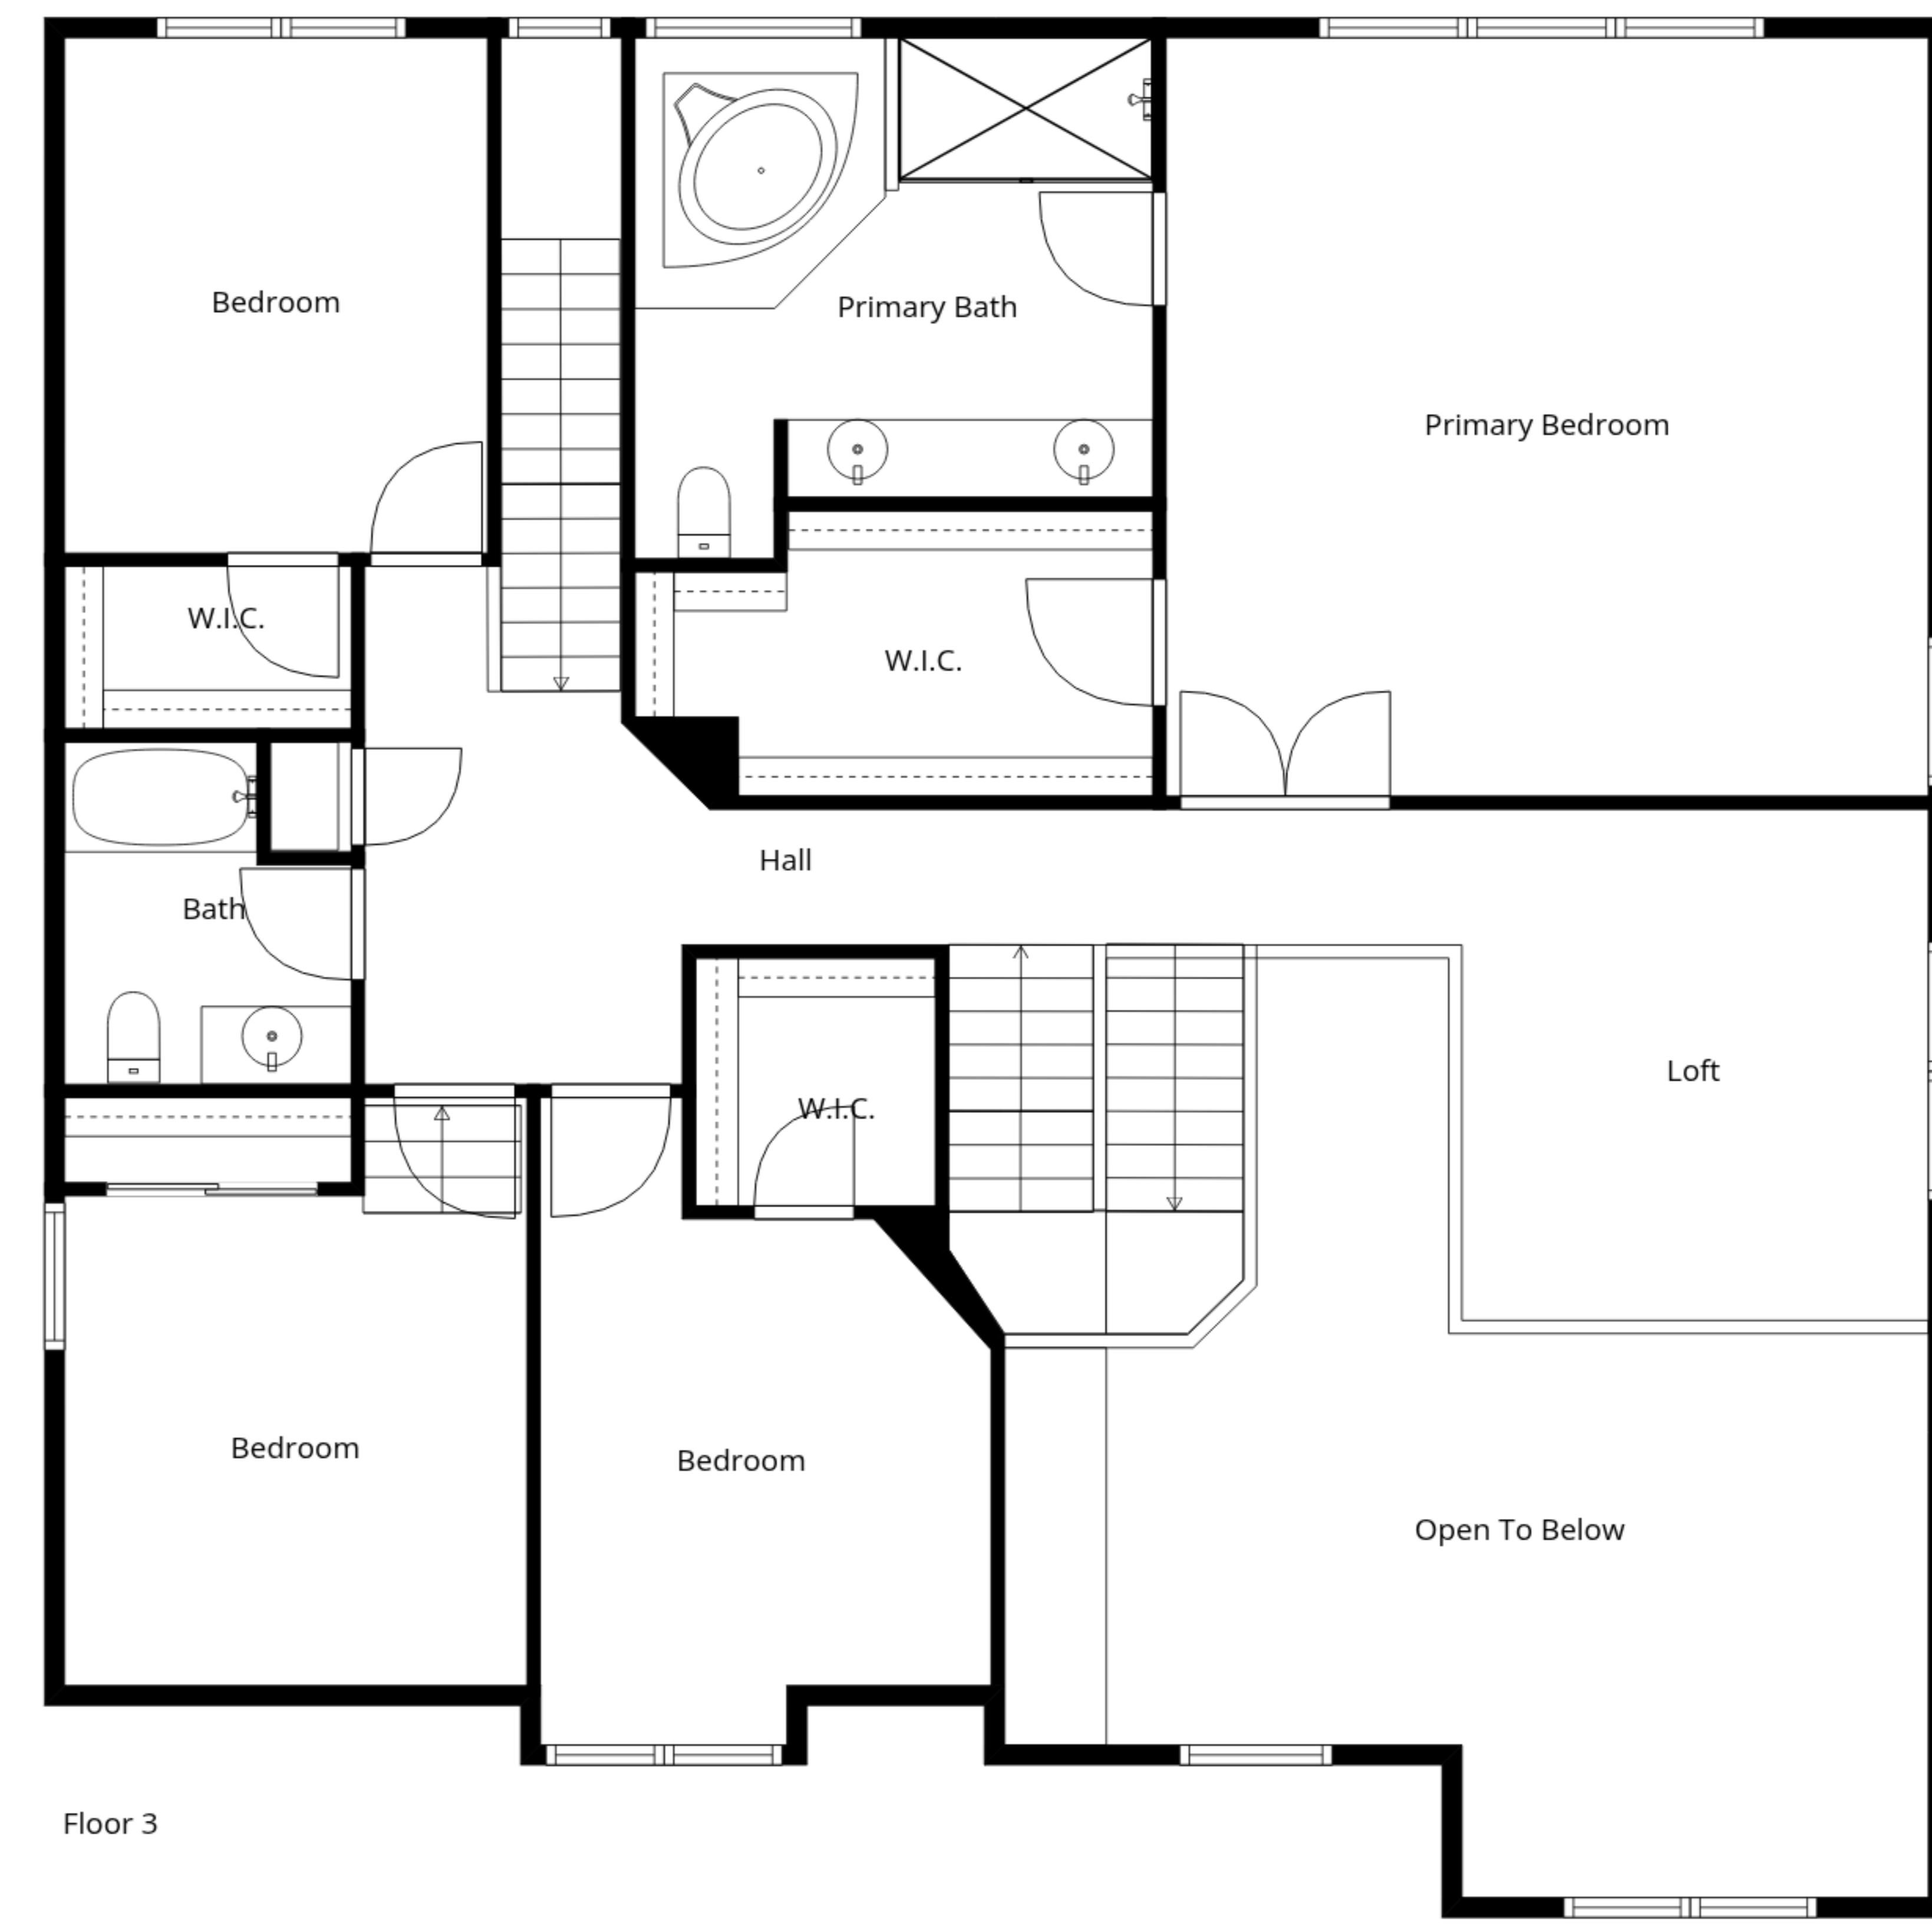 Bedroom
Primary Bath
Primary Bedroom
W.I.C.
W.I.C.
Hall
Bath
Loft
W.I.C.
Bedroom
Bedroom
Open To Below
Floor 3